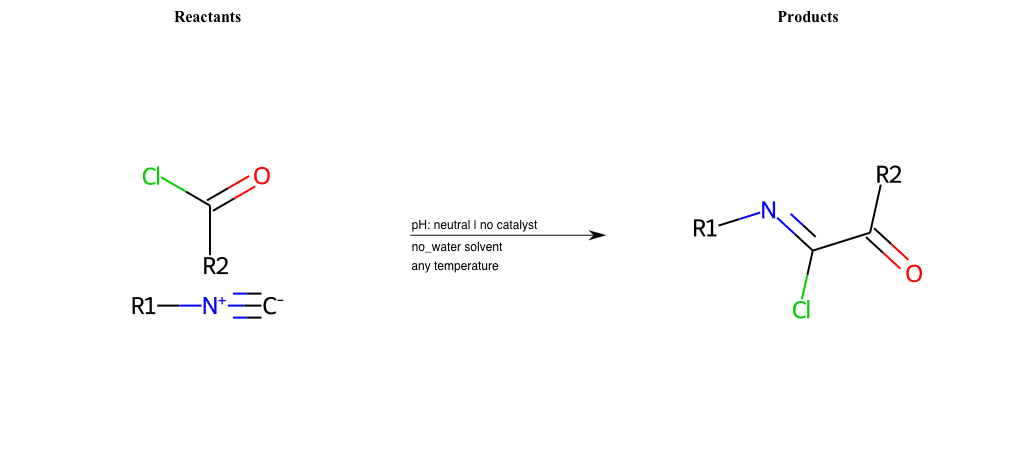 Reactants
Products
Cl
O
R2
R1 N+ C-
pH: neutral | no catalyst
no_water solvent
any temperature
R2
N
R1
O
Cl